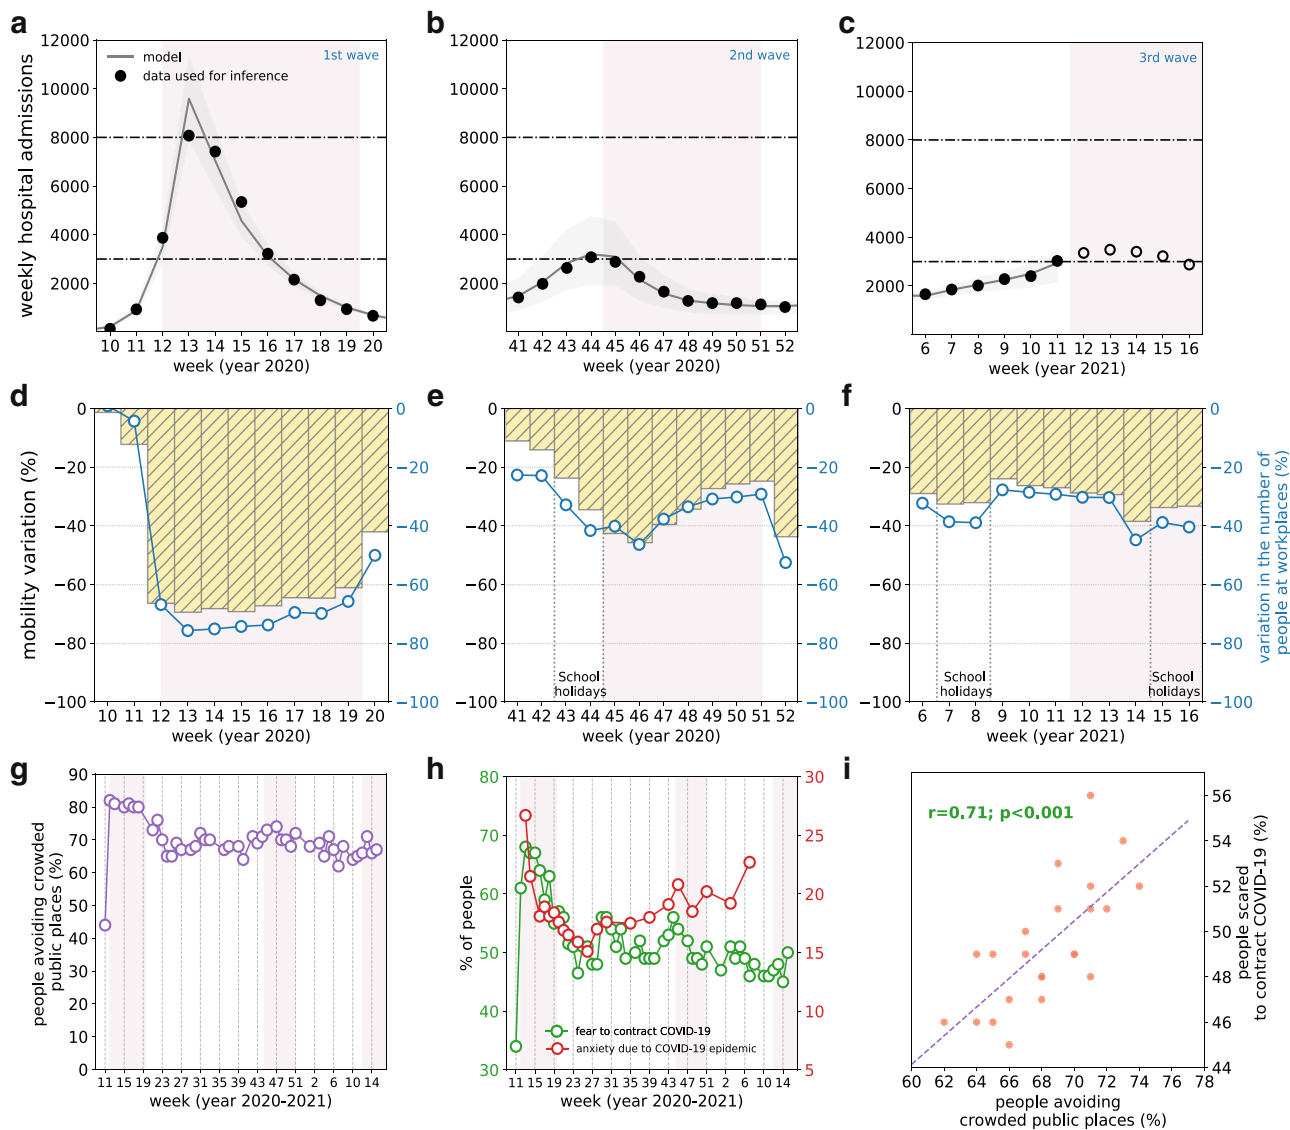 a
12000
10000
8000
6000
4000
2000
weekly hospital admissions
model
data used for inference
1st wave
10 11 12 13 14 15 16 17 18 19 20
week (year 2020)
b
12000
10000
8000
6000
4000
2000
2nd wave
41 42 43 44 45 46 47 48 49 50 51 52
week (year 2020)
c
12000
10000
8000
6000
4000
2000
3rd wave
6 7 8 9 10 11 12 13 14 15 16
week (year 2021)
d
0
−20
−40
−60
−80
−100
mobility variation (%)
0
−20
−40
−60
−80
−100
10 11 12 13 14 15 16 17 18 19 20
week (year 2020)
e
0
−20
−40
−60
−80
−100
School
holidays
0
−20
−40
−60
−80
−100
41 42 43 44 45 46 47 48 49 50 51 52
week (year 2020)
f
0
−20
−40
−60
−80
−100
School
holidays
School
holidays
0
−20
−40
−60
−80
−100
variation in the number of
people at workplaces (%)
6 7 8 9 10 11 12 13 14 15 16
week (year 2021)
g
90
80
70
60
50
40
30
20
10
0
people avoiding crowded
public places (%)
11 15 19 23 27 31 35 39 43 47 51 2 6 10 14
week (year 2020-2021)
h
80
70
60
50
40
30
% of people
fear to contract COVID-19
anxiety due to COVID-19 epidemic
30
25
20
15
10
5
11 15 19 23 27 31 35 39 43 47 51 2 6 10 14
week (year 2020-2021)
i
r=0.71; p<0.001
56
54
52
50
48
46
44
people scared
to contract COVID-19 (%)
60 62 64 66 68 70 72 74 76 78
people avoiding
crowded public places (%)